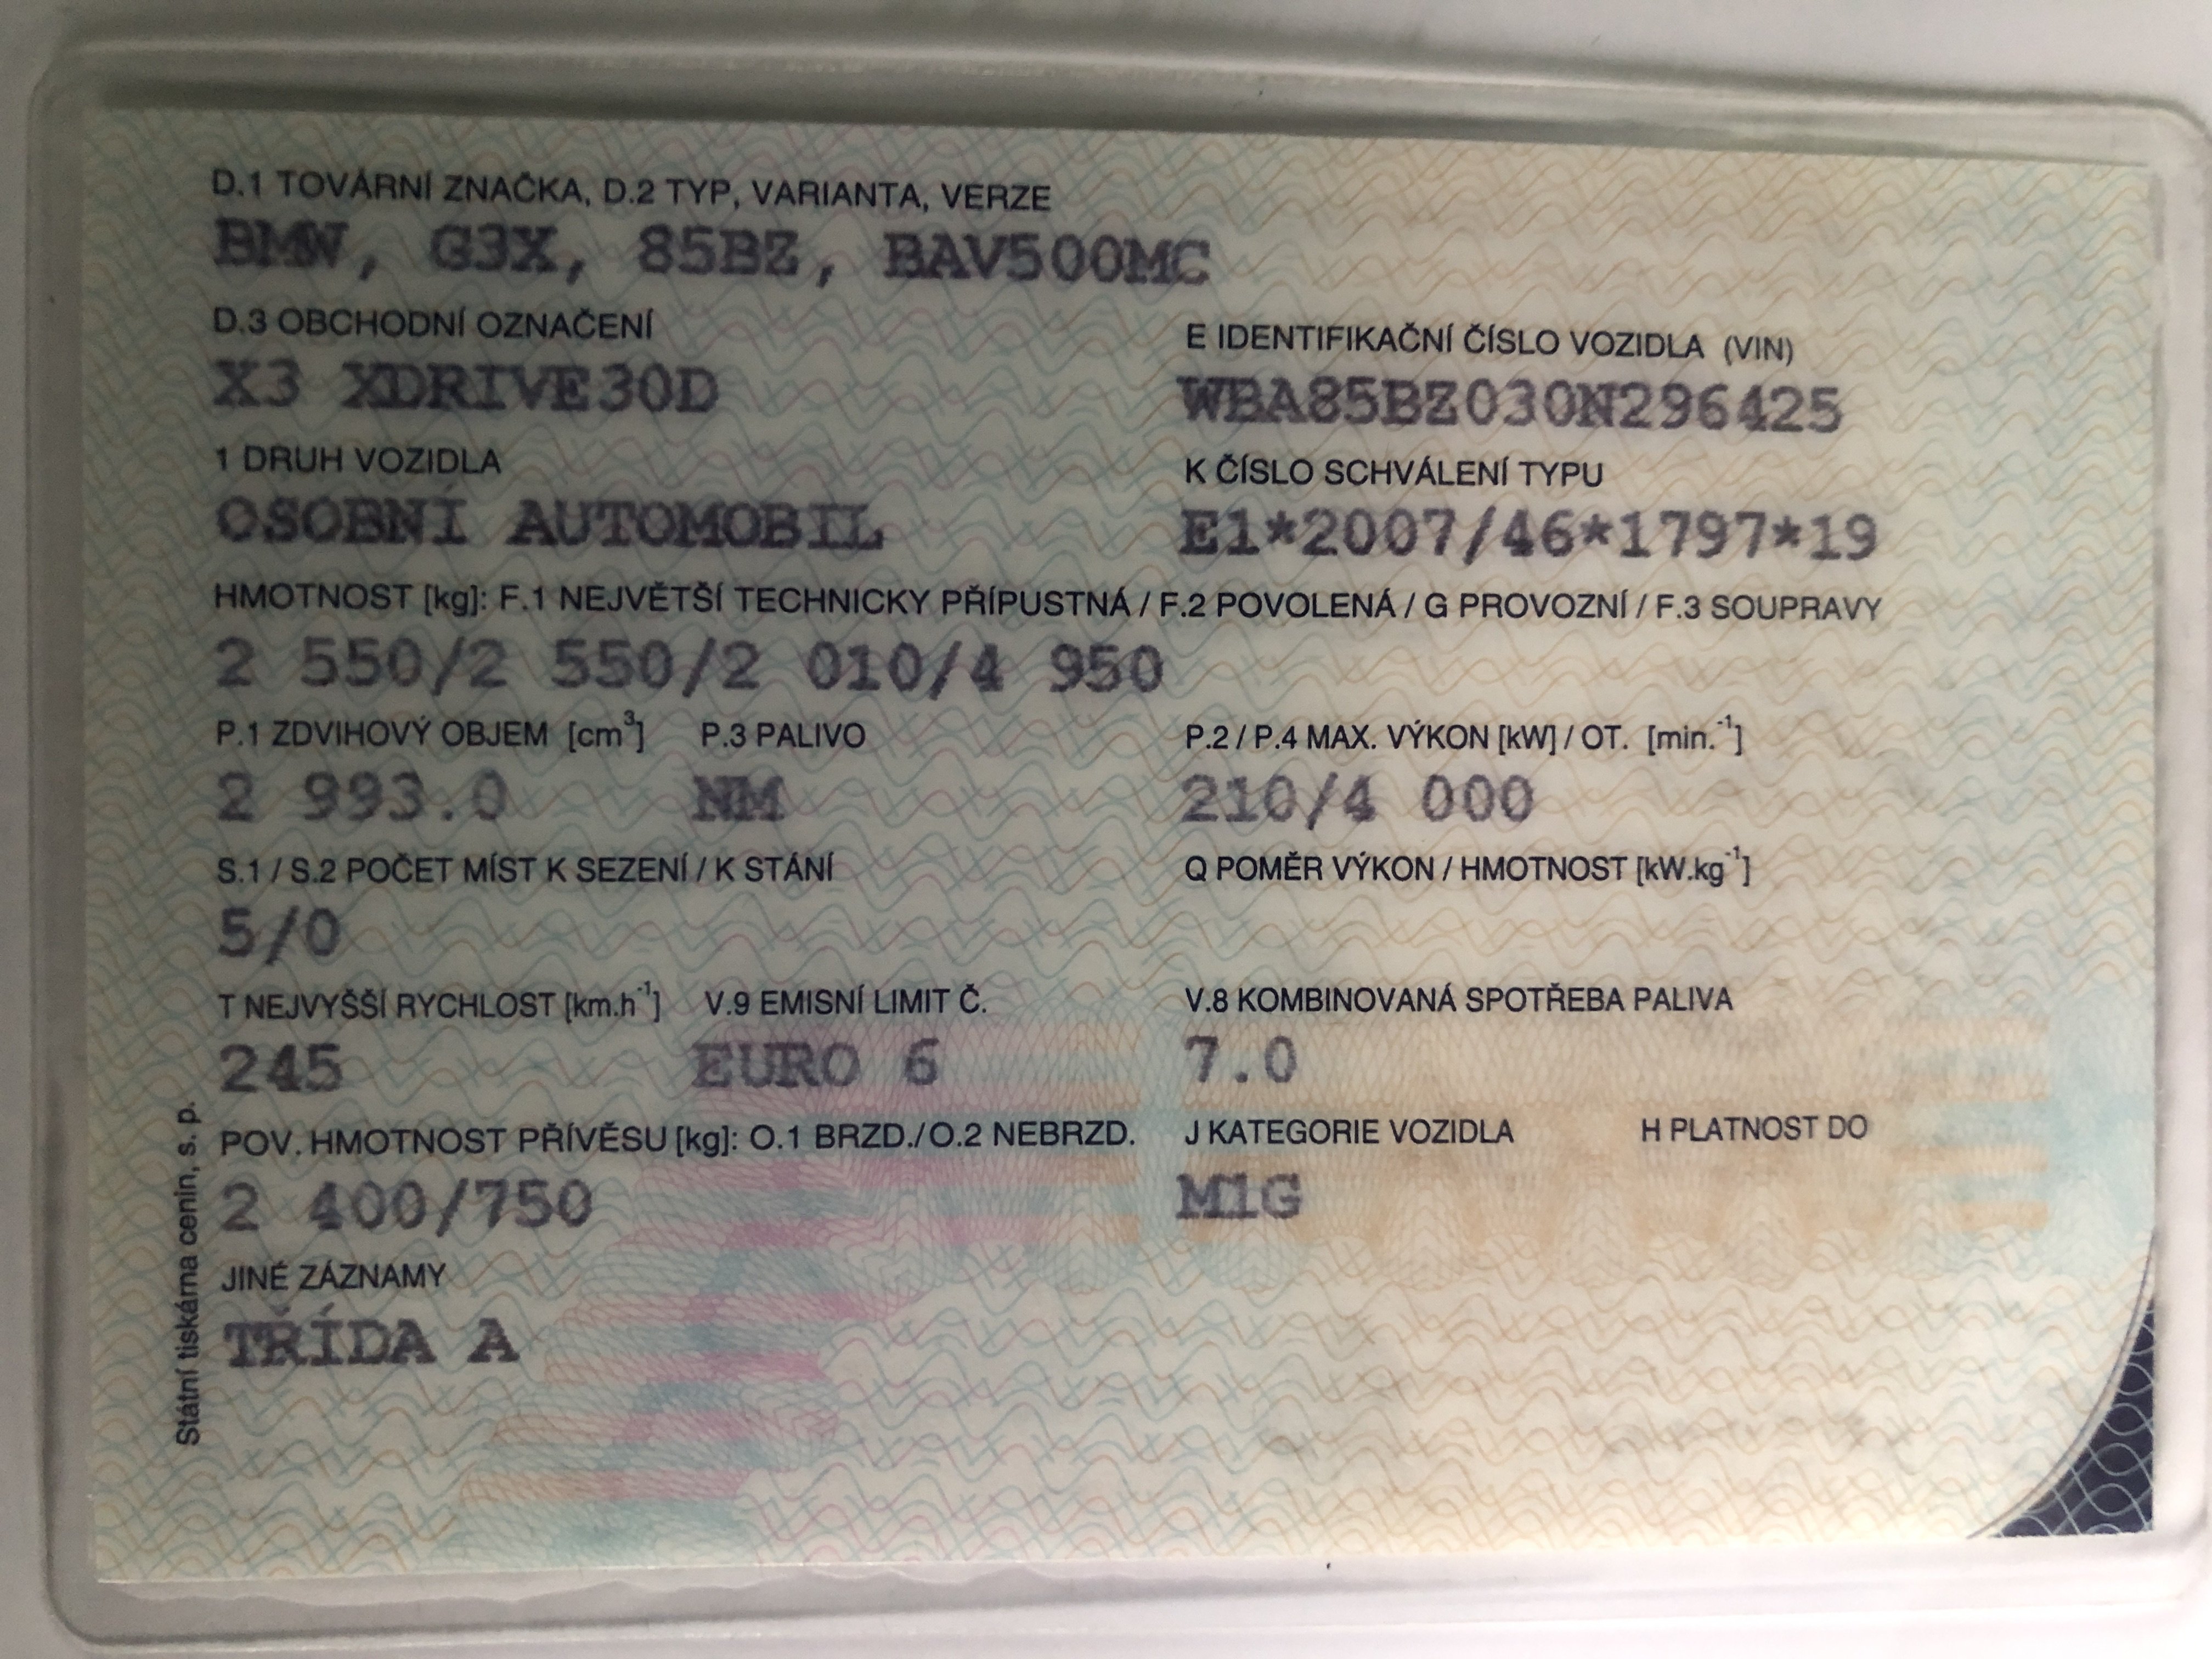 D.1 TOVÁRNÍ ZNAČKA, D.2 TYP, VARIANTA, VERZE
BMW, G3X, 85BZ, BAV500MC
D.3 OBCHODNÍ OZNAČENÍ
E IDENTIFIKAČNÍ ČÍSLO VOZIDLA (VIN)
X3 XDRIVE30D
WBA85BZ030N296425
1 DRUH VOZIDLA
K ČÍSLO SCHVÁLENÍ TYPU
OSOBNÍ AUTOMOBIL
E1*2007/46*1797*19
HMOTNOST [kg]: F.1 NEJVĚTŠÍ TECHNICKY PŘÍPUSTNÁ / F.2 POVOLENÁ / G PROVOZNÍ / F.3 SOUPRAVY
2 550/2 550/2 010/4 950
P.1 ZDVIHOVÝ OBJEM [cm³] P.3 PALIVO
P.2 / P.4 MAX. VÝKON [kW] / OT. [min.⁻¹]
2 993.0 NM
210/4 000
S.1 / S.2 POČET MÍST K SEZENÍ / K STÁNÍ
Q POMĚR VÝKON / HMOTNOST [kW.kg⁻¹]
5/0
T NEJVYŠŠÍ RYCHLOST [km.h⁻¹] V.9 EMISNÍ LIMIT Č.
V.8 KOMBINOVANÁ SPOTŘEBA PALIVA
245 EURO 6
7.0
POV. HMOTNOST PŘÍVĚSU [kg]: O.1 BRZD./O.2 NEBRZD.
J KATEGORIE VOZIDLA H PLATNOST DO
2 400/750
M1G
JINÉ ZÁZNAMY
TŘÍDA A
Státní tiskárna cenin, s. p.